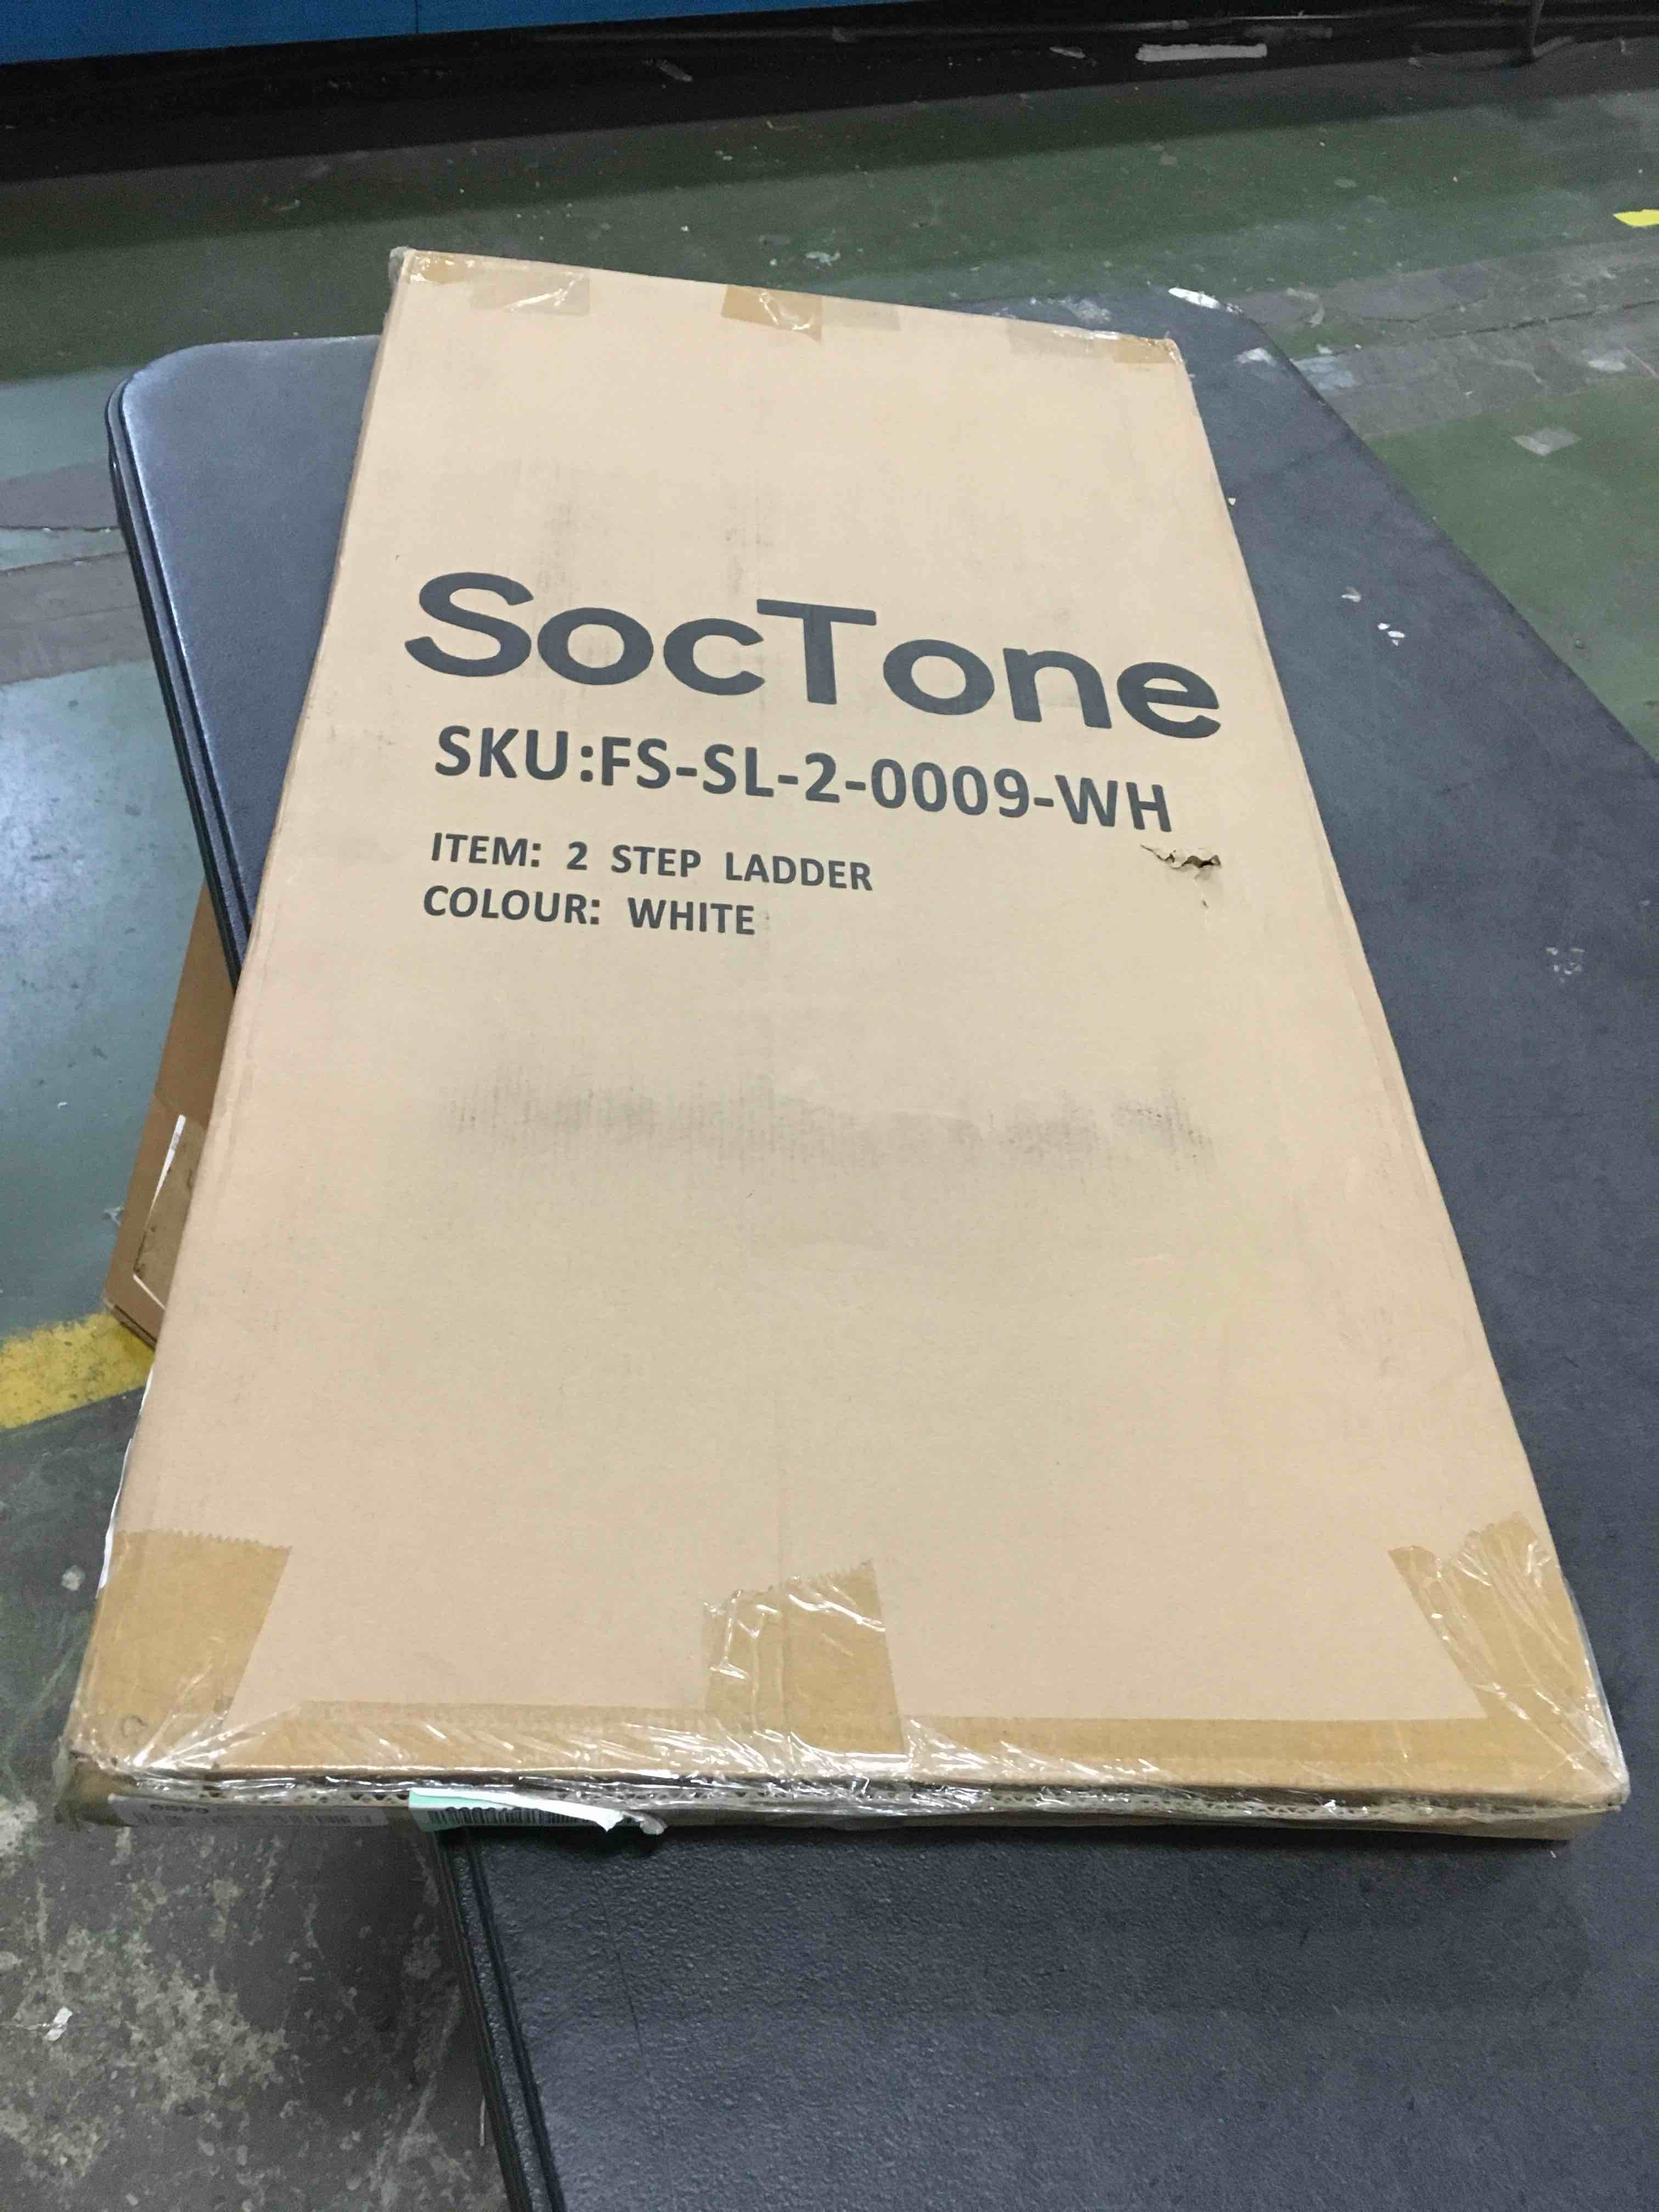 SocTone
SKU:FS-SL-2-0009-WH
ITEM: 2 STEP LADDER
COLOUR: WHITE